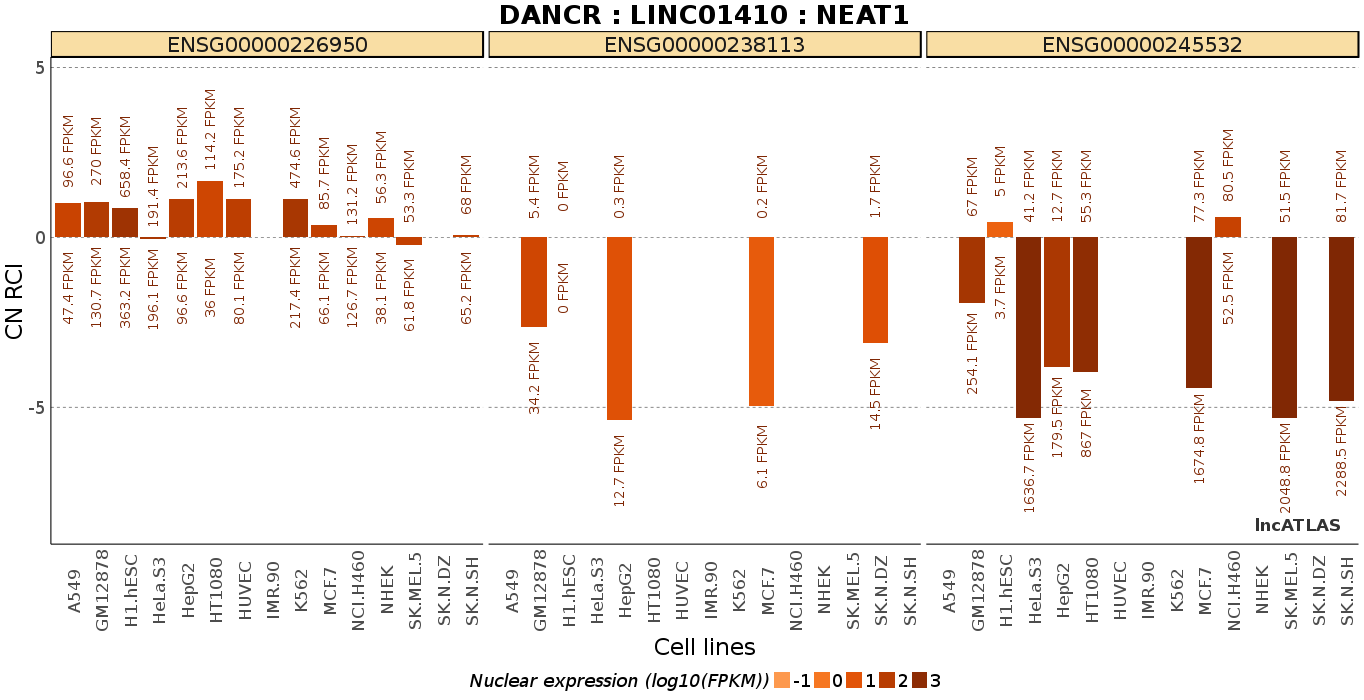 DANCR : LINC01410 : NEAT1
ENSG00000226950
ENSG00000238113
ENSG00000245532
CN RCI
5
0
-5
96.6 FPKM
270 FPKM
658.4 FPKM
191.4 FPKM
213.6 FPKM
114.2 FPKM
175.2 FPKM
474.6 FPKM
85.7 FPKM
131.2 FPKM
56.3 FPKM
53.3 FPKM
68 FPKM
47.4 FPKM
130.7 FPKM
363.2 FPKM
196.1 FPKM
96.6 FPKM
36 FPKM
80.1 FPKM
217.4 FPKM
66.1 FPKM
126.7 FPKM
38.1 FPKM
61.8 FPKM
65.2 FPKM
5.4 FPKM
0 FPKM
0.3 FPKM
0.2 FPKM
1.7 FPKM
34.2 FPKM
0 FPKM
12.7 FPKM
6.1 FPKM
14.5 FPKM
67 FPKM
5 FPKM
41.2 FPKM
12.7 FPKM
55.3 FPKM
77.3 FPKM
80.5 FPKM
51.5 FPKM
81.7 FPKM
254.1 FPKM
3.7 FPKM
1636.7 FPKM
179.5 FPKM
867 FPKM
1674.8 FPKM
52.5 FPKM
2048.8 FPKM
2288.5 FPKM
lncATLAS
A549
GM12878
H1.hESC
HeLa.S3
HepG2
HT1080
HUVEC
IMR.90
K562
MCF.7
NCI.H460
NHEK
SK.MEL.5
SK.N.DZ
SK.N.SH
A549
GM12878
H1.hESC
HeLa.S3
HepG2
HT1080
HUVEC
IMR.90
K562
MCF.7
NCI.H460
NHEK
SK.MEL.5
SK.N.DZ
SK.N.SH
A549
GM12878
H1.hESC
HeLa.S3
HepG2
HT1080
HUVEC
IMR.90
K562
MCF.7
NCI.H460
NHEK
SK.MEL.5
SK.N.DZ
SK.N.SH
Cell lines
Nuclear expression (log10(FPKM)) -1 0 1 2 3